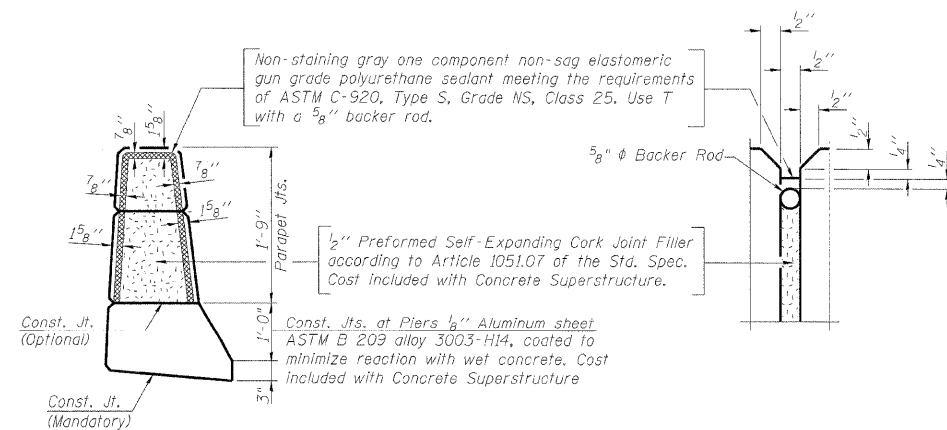 Non-staining gray one component non-sag elastomeric
gun grade polyurethane sealant meeting the requirements
of ASTM C-920, Type S, Grade NS, Class 25. Use T
with a 5/8" backer rod.
1/2"
1/2"
1/2"
1/2"
1/4"
1/4"
5/8" φ Backer Rod
7/8"
1 5/8"
7/8"
7/8"
1 5/8"
1 5/8"
1'-9"
Parapet Jts.
1/2" Preformed Self-Expanding Cork Joint Filler
according to Article 1051.07 of the Std. Spec.
Cost included with Concrete Superstructure.
Const. Jt.
(Optional)
1'-0"
Const. Jts. at Piers 1/8" Aluminum sheet
ASTM B 209 alloy 3003-H14, coated to
minimize reaction with wet concrete. Cost
included with Concrete Superstructure
3"
Const. Jt.
(Mandatory)